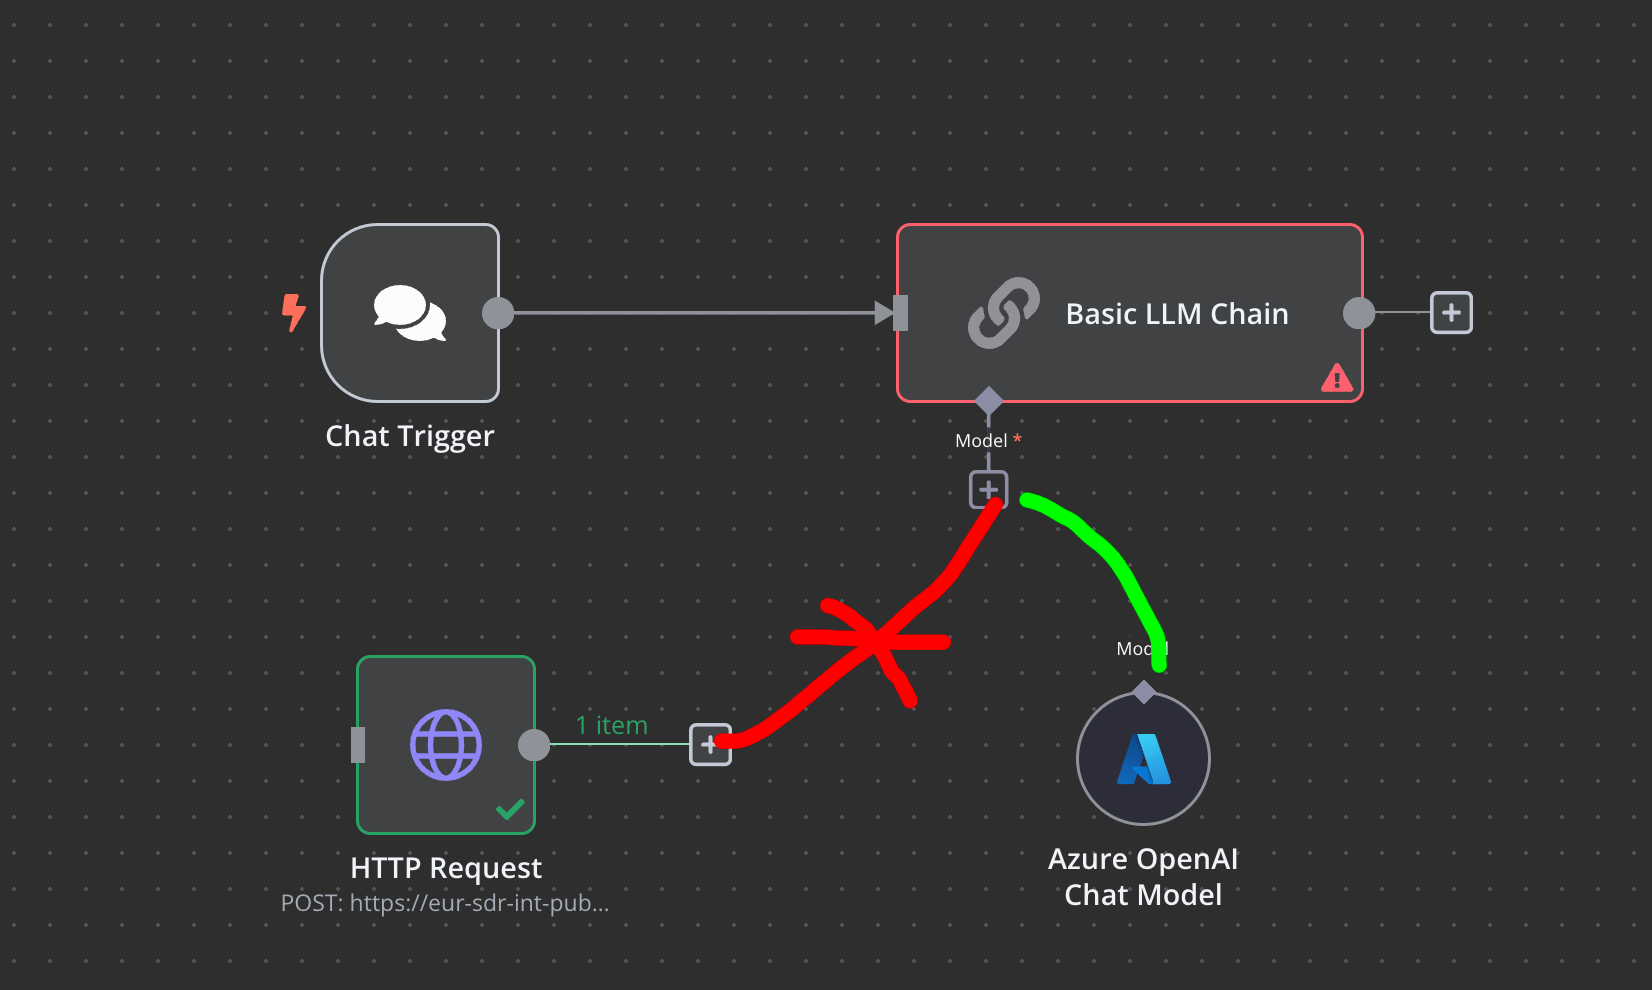 Basic LLM Chain
Chat Trigger
Model *
Model
1 item
HTTP Request
POST: https://eur-sdr-int-pub...
Azure OpenAI
Chat Model